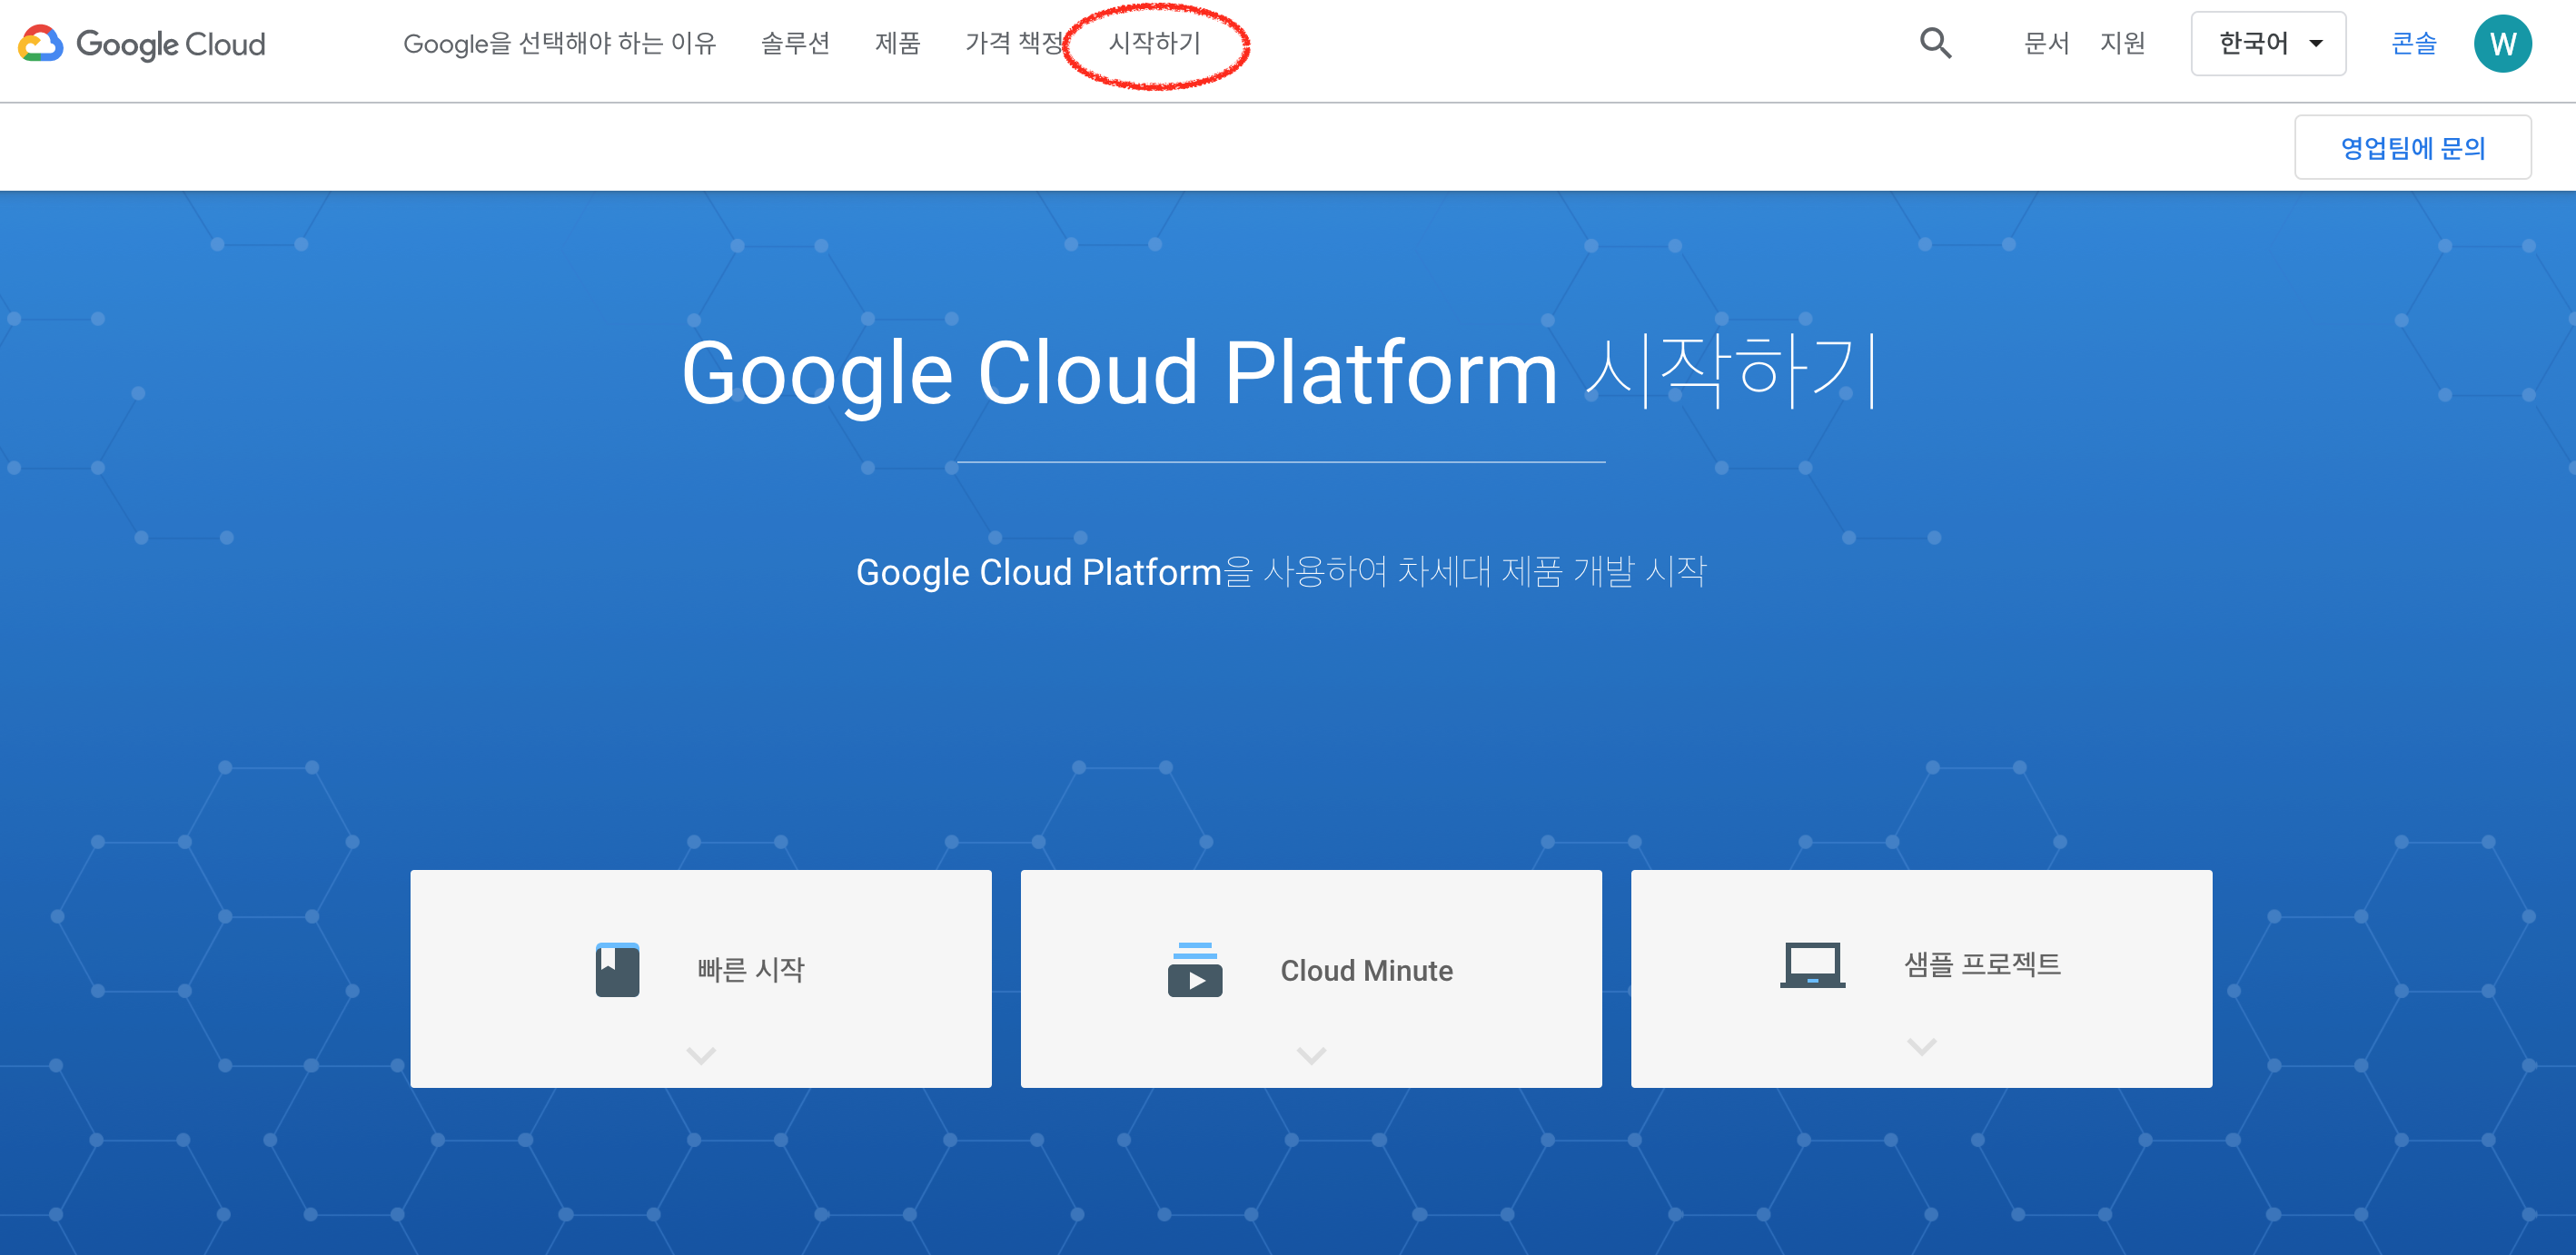 Google Cloud Google을 선택해야 하는 이유 솔루션 제품 가격 책정 시작하기 문서 지원 한국어 콘솔 W
영업팀에 문의
Google Cloud Platform 시작하기
Google Cloud Platform을 사용하여 차세대 제품 개발 시작
빠른 시작
Cloud Minute
샘플 프로젝트